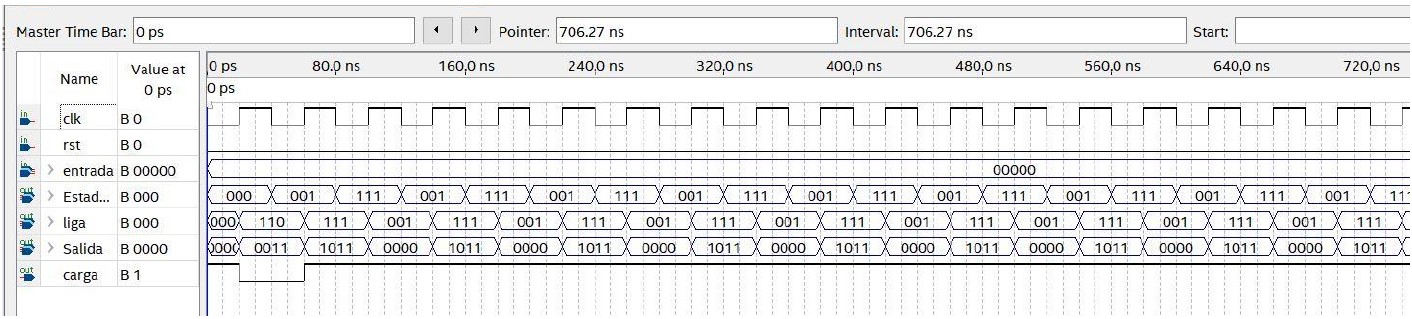 Master Time Bar: 0 ps Pointer: 706.27 ns Interval: 706.27 ns Start:
Name Value at 0 ps
0 ps 80,0 ns 160,0 ns 240,0 ns 320,0 ns 400,0 ns 480,0 ns 560,0 ns 640,0 ns 720,0 ns
0 ps
in clk B 0
in rst B 0
in entrada B 00000 00000
out Estad... B 000 000 001 111 001 111 001 111 001 111 001 111 001 111 001 111 001 111 001 11
out liga B 000 000 110 111 001 111 001 111 001 111 001 111 001 111 001 111 001 111 001 111
out Salida B 0000 0000 0011 1011 0000 1011 0000 1011 0000 1011 0000 1011 0000 1011 0000 1011 0000 1011 0000 1011
out carga B 1